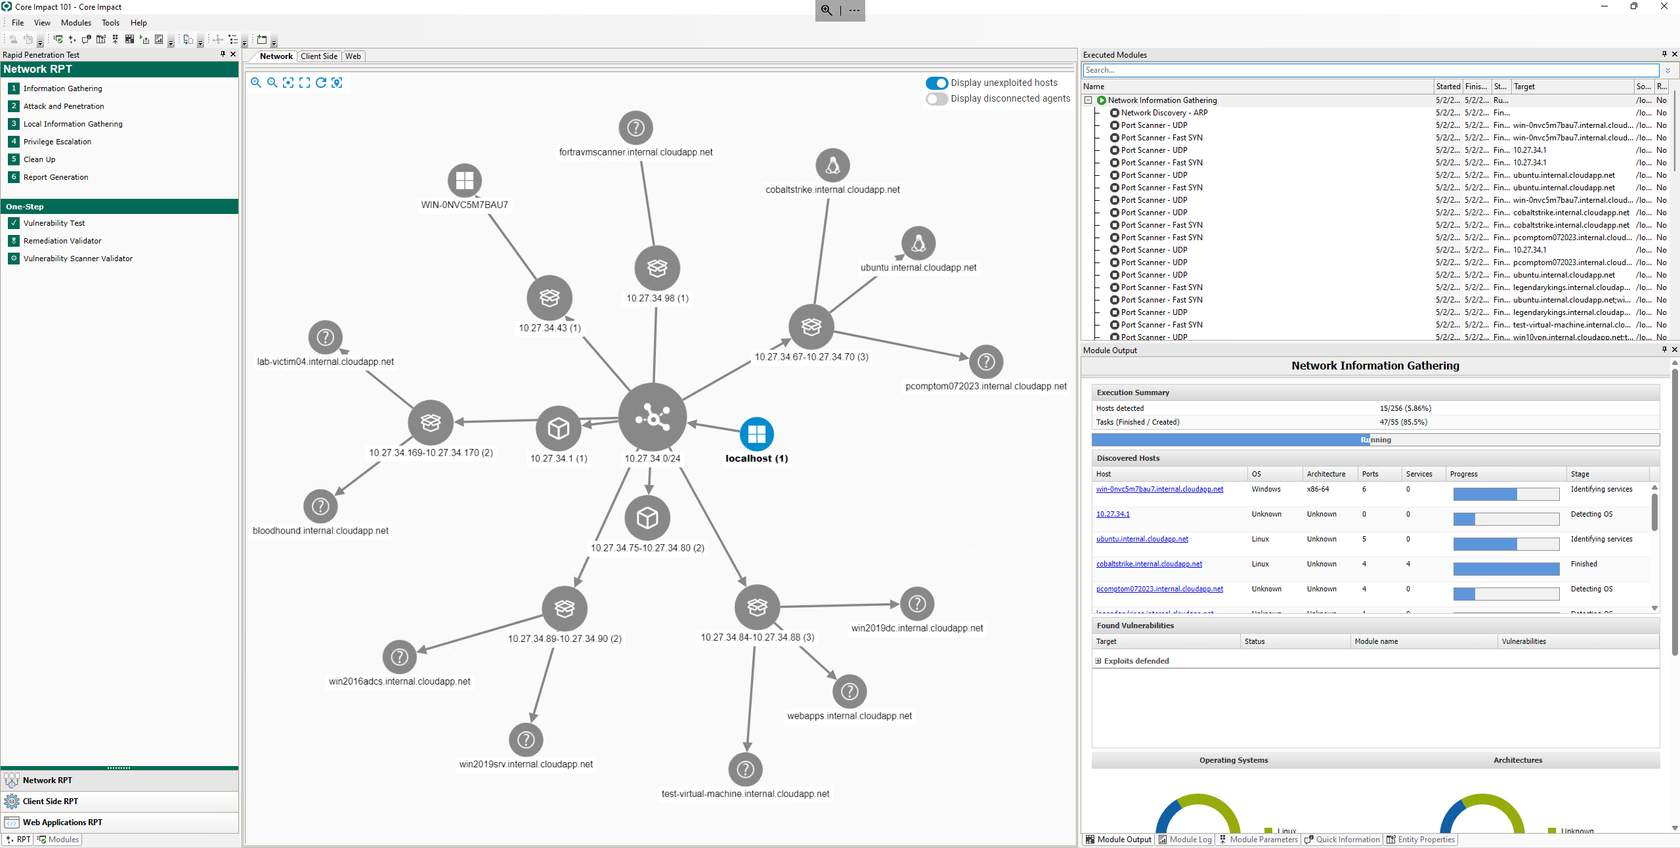 Core Impact 101 - Core Impact
File View Modules Tools Help
Rapid Penetration Test
Network RPT
1 Information Gathering
2 Attack and Penetration
3 Local Information Gathering
4 Privilege Escalation
5 Clean Up
6 Report Generation
One-Step
Vulnerability Test
Remediation Validator
Vulnerability Scanner Validator
Network RPT
Client Side RPT
Web Applications RPT
RPT Modules
Network Client Side Web
Display unexploited hosts
Display disconnected agents
fortravmscanner.internal.cloudapp.net
cobaltstrike.internal.cloudapp.net
WIN-0NVC5M7BAU7
ubuntu.internal.cloudapp.net
10.27.34.98 (1)
10.27.34.43 (1)
10.27.34.67-10.27.34.70 (3)
lab-victim04.internal.cloudapp.net
pcomptom072023.internal.cloudapp.net
10.27.34.169-10.27.34.170 (2)
10.27.34.1 (1)
10.27.34.0/24
localhost (1)
bloodhound.internal.cloudapp.net
10.27.34.75-10.27.34.80 (2)
10.27.34.89-10.27.34.90 (2)
10.27.34.84-10.27.34.88 (3)
win2019dc.internal.cloudapp.net
win2016adcs.internal.cloudapp.net
webapps.internal.cloudapp.net
win2019srv.internal.cloudapp.net
test-virtual-machine.internal.cloudapp.net
Executed Modules
Search...
Name Started Finis... St... Target So... R...
Network Information Gathering 5/2/2... 5/2/2... Ru... /lo... No
Network Discovery - ARP 5/2/2... 5/2/2... Fin... /lo... No
Port Scanner - UDP 5/2/2... 5/2/2... Fin... win-0nvc5m7bau7.internal.cloud... /lo... No
Port Scanner - Fast SYN 5/2/2... 5/2/2... Fin... win-0nvc5m7bau7.internal.cloud... /lo... No
Port Scanner - UDP 5/2/2... 5/2/2... Fin... 10.27.34.1 /lo... No
Port Scanner - Fast SYN 5/2/2... 5/2/2... Fin... 10.27.34.1 /lo... No
Port Scanner - UDP 5/2/2... 5/2/2... Fin... ubuntu.internal.cloudapp.net /lo... No
Port Scanner - Fast SYN 5/2/2... 5/2/2... Fin... ubuntu.internal.cloudapp.net /lo... No
Port Scanner - UDP 5/2/2... 5/2/2... Fin... win-0nvc5m7bau7.internal.cloud... /lo... No
Port Scanner - UDP 5/2/2... 5/2/2... Fin... cobaltstrike.internal.cloudapp.net /lo... No
Port Scanner - Fast SYN 5/2/2... 5/2/2... Fin... cobaltstrike.internal.cloudapp.net /lo... No
Port Scanner - Fast SYN 5/2/2... 5/2/2... Fin... pcomptom072023.internal.cloud... /lo... No
Port Scanner - UDP 5/2/2... 5/2/2... Fin... 10.27.34.1 /lo... No
Port Scanner - UDP 5/2/2... 5/2/2... Fin... pcomptom072023.internal.cloud... /lo... No
Port Scanner - UDP 5/2/2... 5/2/2... Fin... ubuntu.internal.cloudapp.net /lo... No
Port Scanner - Fast SYN 5/2/2... 5/2/2... Fin... legendarykings.internal.cloudap... /lo... No
Port Scanner - Fast SYN 5/2/2... 5/2/2... Fin... ubuntu.internal.cloudapp.net;wi... /lo... No
Port Scanner - UDP 5/2/2... 5/2/2... Fin... legendarykings.internal.cloudap... /lo... No
Port Scanner - Fast SYN 5/2/2... 5/2/2... Fin... test-virtual-machine.internal.clo... /lo... No
Port Scanner - UDP 5/2/2... 5/2/2... Fin... win10vpn.internal.cloudapp.net;t... /lo... No
Module Output
Network Information Gathering
Execution Summary
Hosts detected 15/256 (5.86%)
Tasks (Finished / Created) 47/55 (85.5%)
Running
Discovered Hosts
Host OS Architecture Ports Services Progress Stage
win-0nvc5m7bau7.internal.cloudapp.net Windows x86-64 6 0 Identifying services
10.27.34.1 Unknown Unknown 0 0 Detecting OS
ubuntu.internal.cloudapp.net Linux Unknown 5 0 Identifying services
cobaltstrike.internal.cloudapp.net Linux Unknown 4 4 Finished
pcomptom072023.internal.cloudapp.net Unknown Unknown 4 0 Detecting OS
Found Vulnerabilities
Target Status Module name Vulnerabilities
Exploits defended
Operating Systems Architectures
Linux Unknown
Module Output Module Log Module Parameters Quick Information Entity Properties